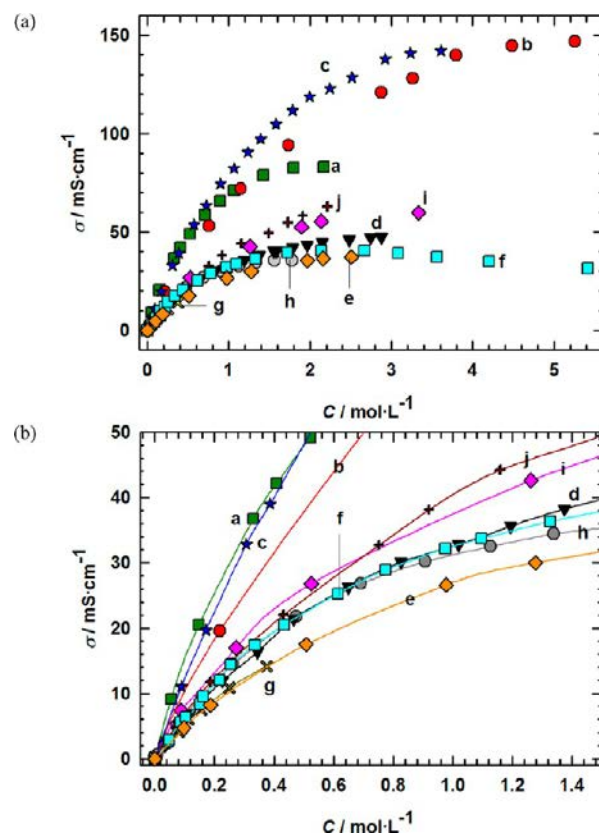 (a)
150
c
b
100
a
j
i
50
d
f
h
e
g
0
σ / mS·cm⁻¹
0 1 2 3 4 5
C / mol·L⁻¹
(b)
50
j
b
i
40
a
d
c
f
h
30
e
20
g
10
0
σ / mS·cm⁻¹
0.0 0.2 0.4 0.6 0.8 1.0 1.2 1.4
C / mol·L⁻¹